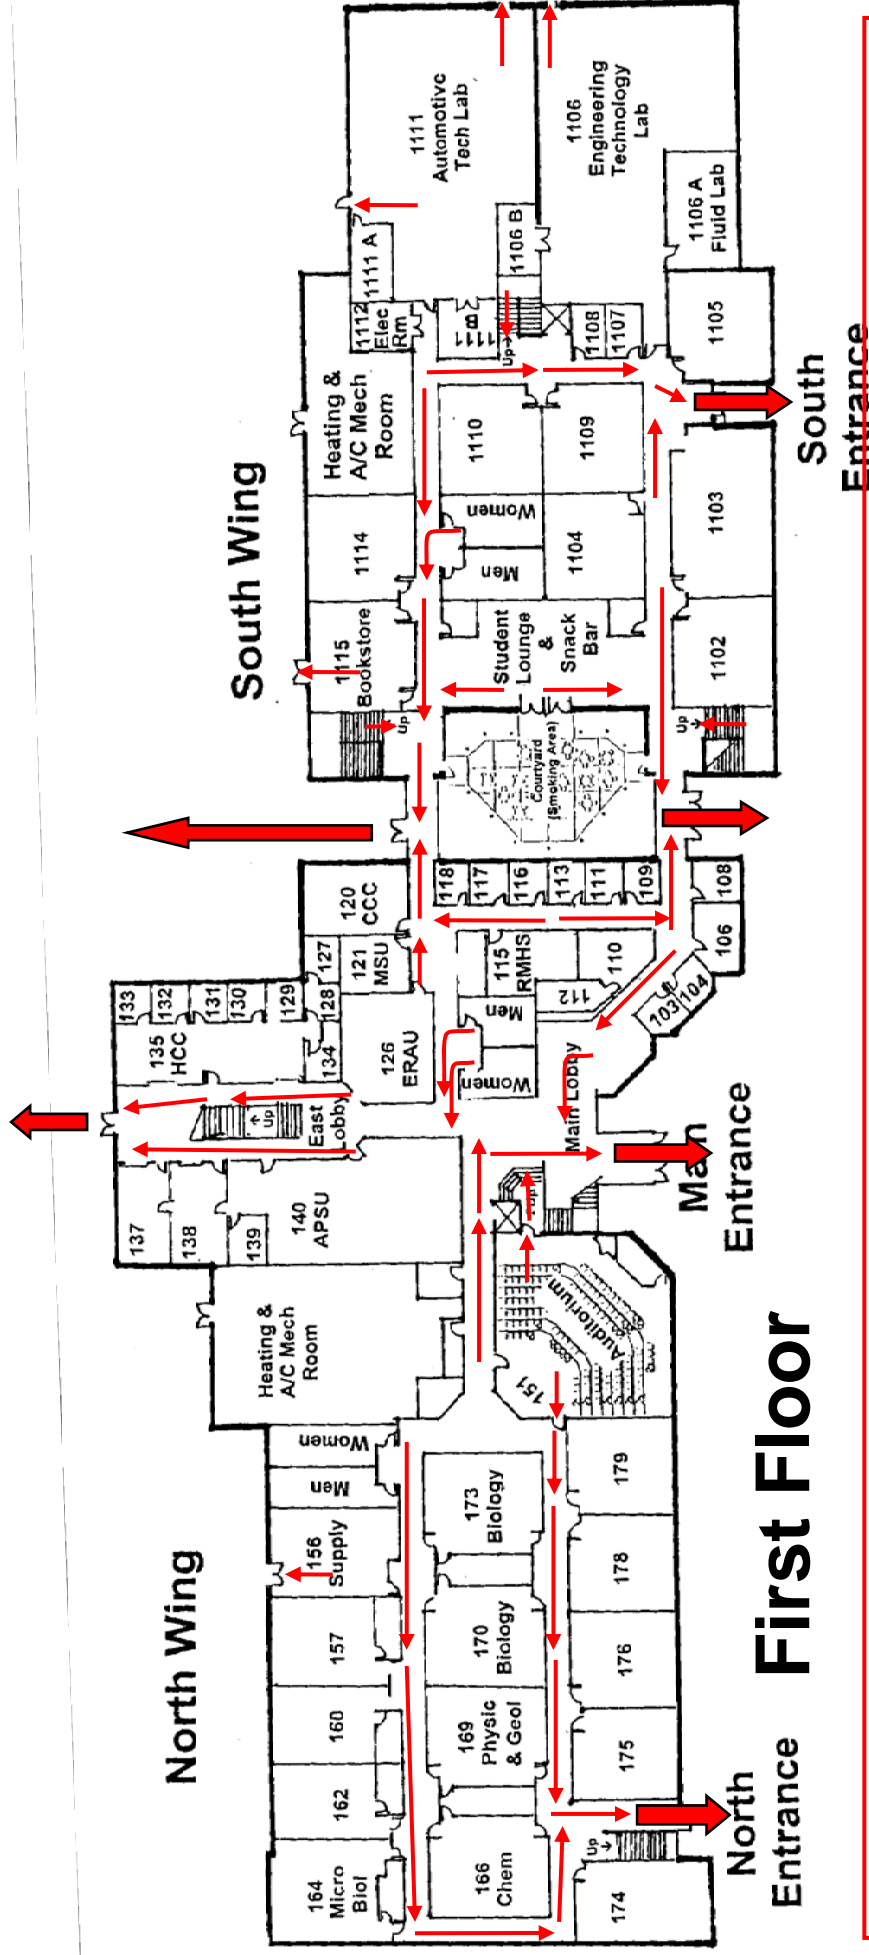 First Floor
North Wing
South Wing
North
Entrance
Main
Entrance
South
Entrance
164
Micro
Biol
162
160
157
156
Supply
Men
Women
Heating &
A/C Mech
Room
166
Chem
169
Physic
& Geol
170
Biology
173
Biology
174
Up
175
176
178
179
151
Auditorium
Up
137
138
139
140
APSU
East
Lobby
Up
Main Lobby
133
132
131
130
129
135
HCC
134
128
127
126
ERAU
121
MSU
120
CCC
Women
Men
115
RMHS
112
110
118
117
116
113
111
109
103
104
106
108
Courtyard
(Smoking Area)
Up
Up
1115
Bookstore
1114
Heating &
A/C Mech
Room
Student
Lounge
&
Snack
Bar
Men
Women
1104
1110
1109
1102
1103
1105
1112
Elec
Rm
1111 A
1111
B
Up
1108
1107
1106 B
1111
Automotive
Tech Lab
1106
Engineering
Technology
Lab
1106 A
Fluid Lab